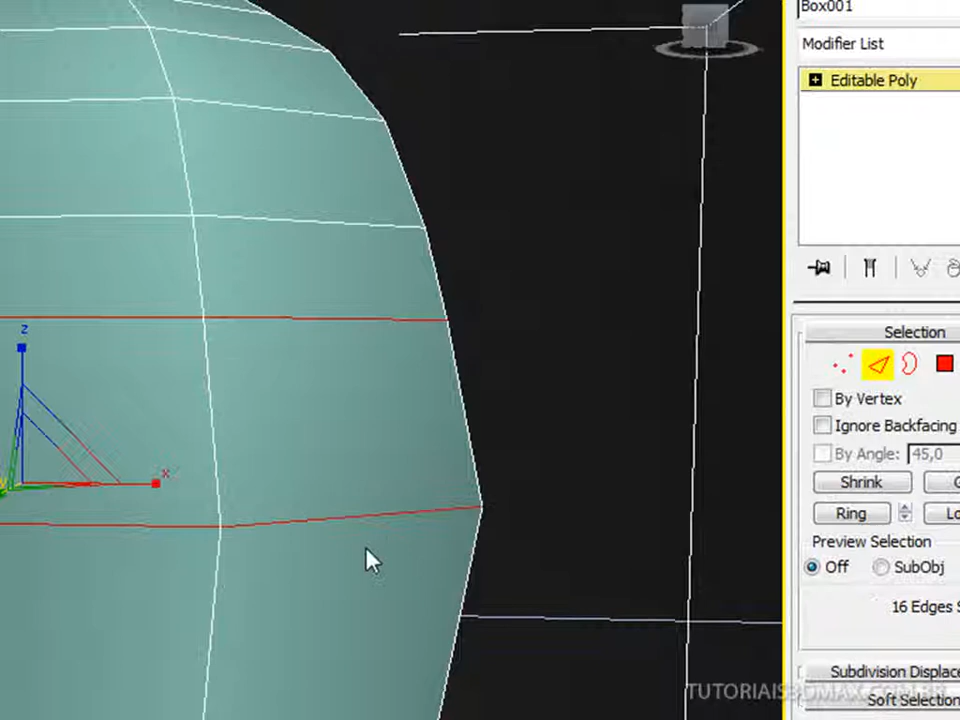 Box001
Modifier List
Editable Poly
z
x
Selection
By Vertex
Ignore Backfacing
By Angle: 45,0
Shrink
Ring
Preview Selection
Off SubObj
16 Edges S
Subdivision Displace
Soft Selection
TUTORIAIS3DMAX.COM.BR